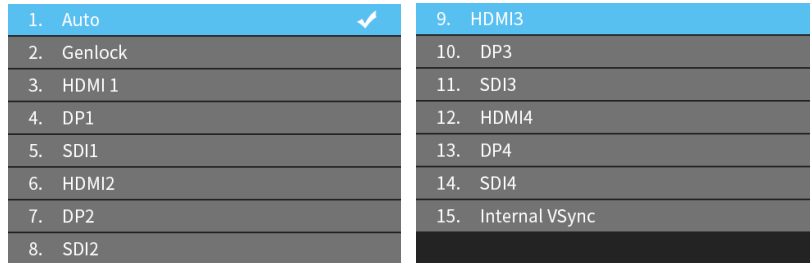 1. Auto
2. Genlock
3. HDMI 1
4. DP1
5. SDI1
6. HDMI2
7. DP2
8. SDI2
9. HDMI3
10. DP3
11. SDI3
12. HDMI4
13. DP4
14. SDI4
15. Internal VSync